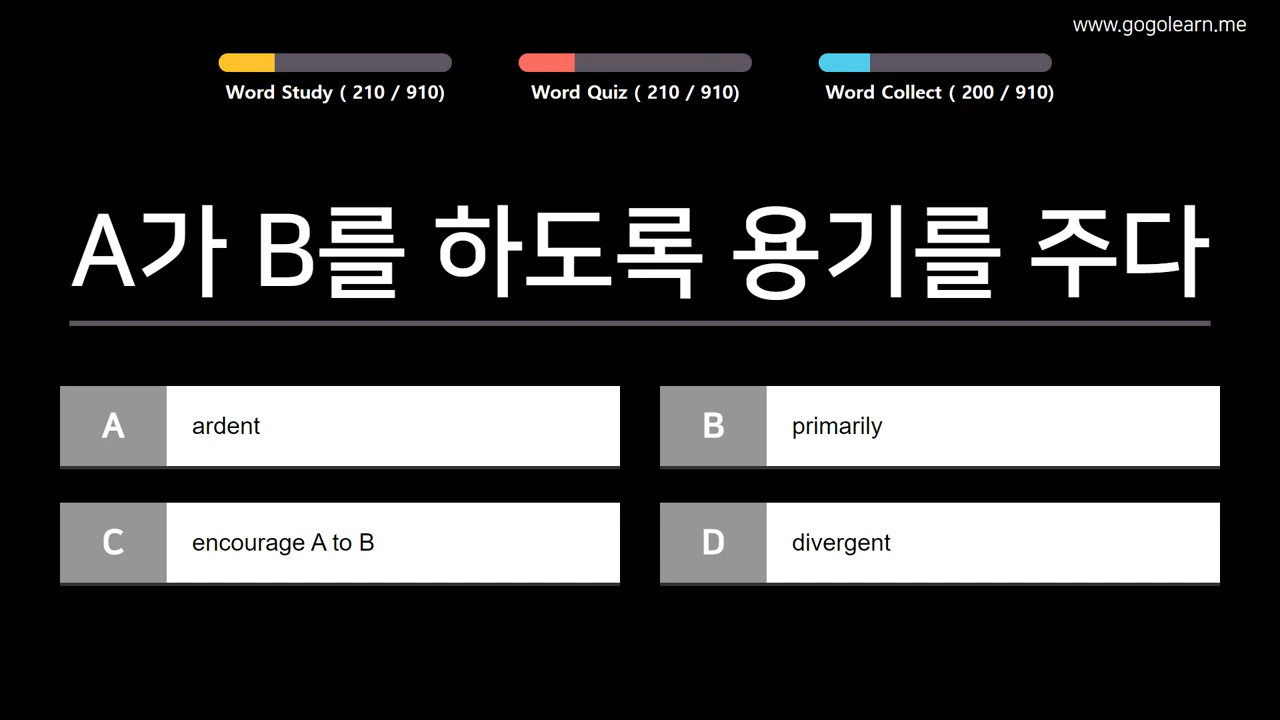 www.gogolearn.me
Word Study ( 210 / 910)
Word Quiz ( 210 / 910)
Word Collect ( 200 / 910)
A가 B를 하도록 용기를 주다
A ardent
B primarily
C encourage A to B
D divergent